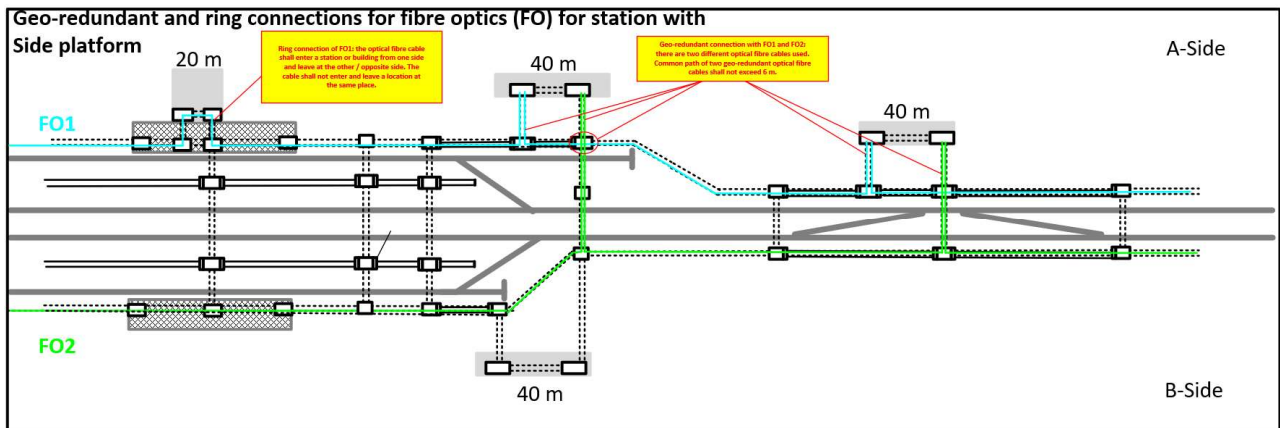 Geo-redundant and ring connections for fibre optics (FO) for station with
Side platform
Ring connection of FO1: the optical fibre cable
shall enter a station or building from one side
and leave at the other / opposite side. The
cable shall not enter and leave a location at
the same place.
Geo-redundant connection with FO1 and FO2:
there are two different optical fibre cables used.
Common path of two geo-redundant optical fibre
cables shall not exceed 6 m.
A-Side
20 m
40 m
40 m
FO1
FO2
40 m
B-Side